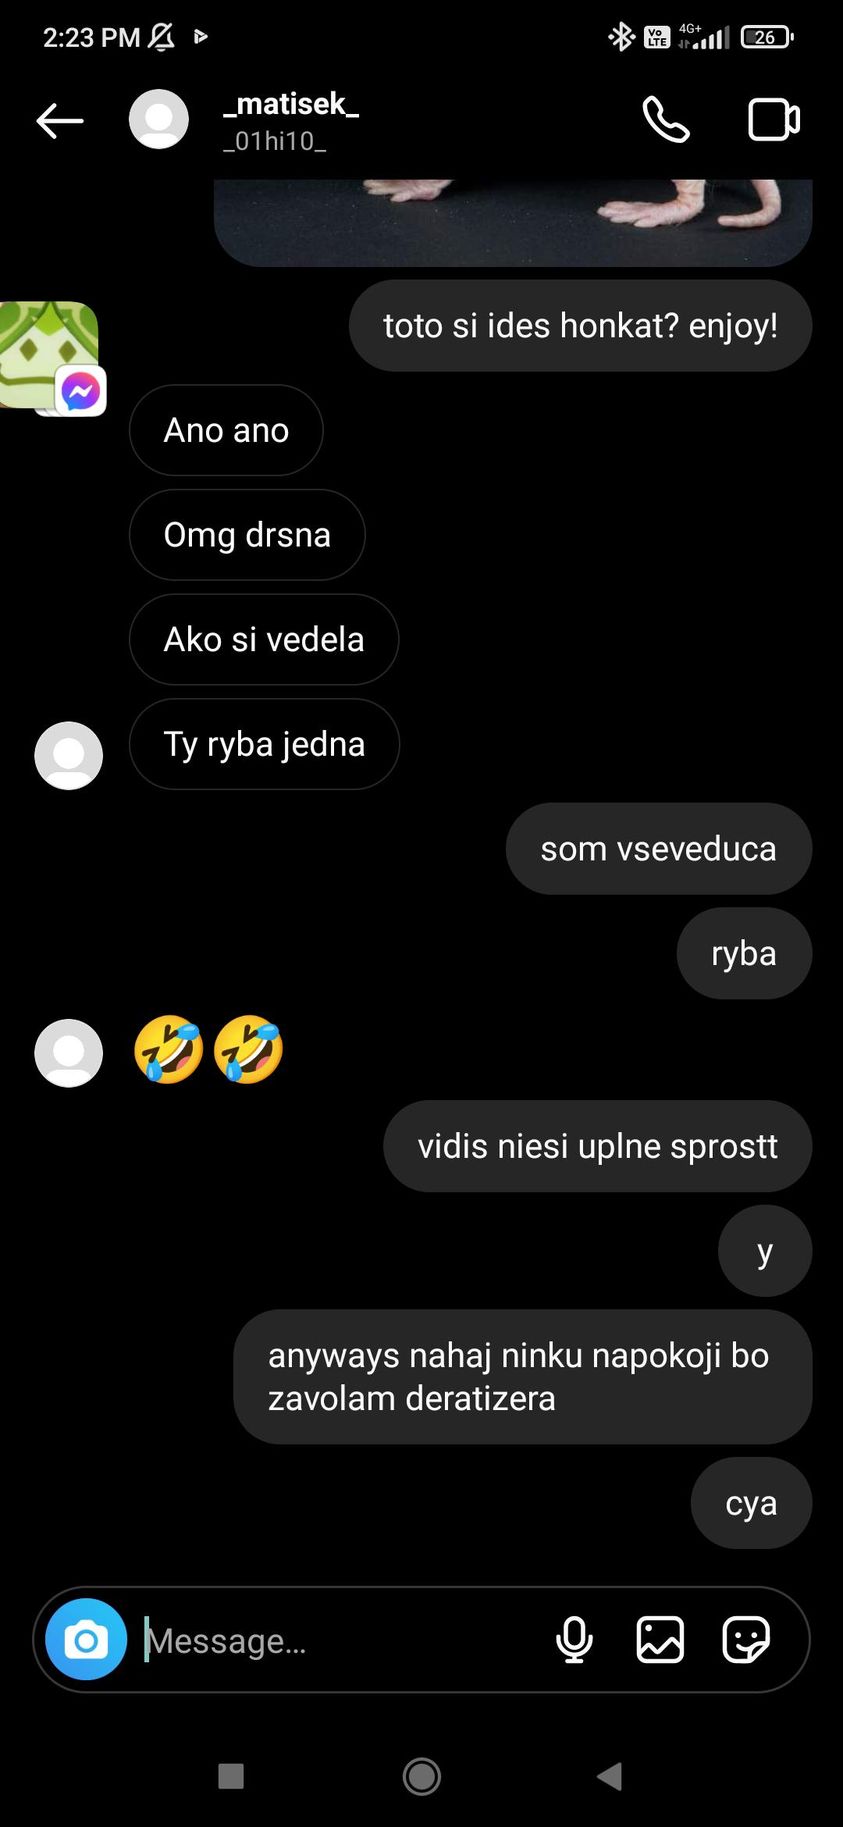 2:23 PM
Vo LTE
4G+
26
_matisek_
_01hi10_
toto si ides honkat? enjoy!
Ano ano
Omg drsna
Ako si vedela
Ty ryba jedna
som vseveduca
ryba
vidis niesi uplne sprostt
y
anyways nahaj ninku napokoji bo
zavolam deratizera
cya
Message...